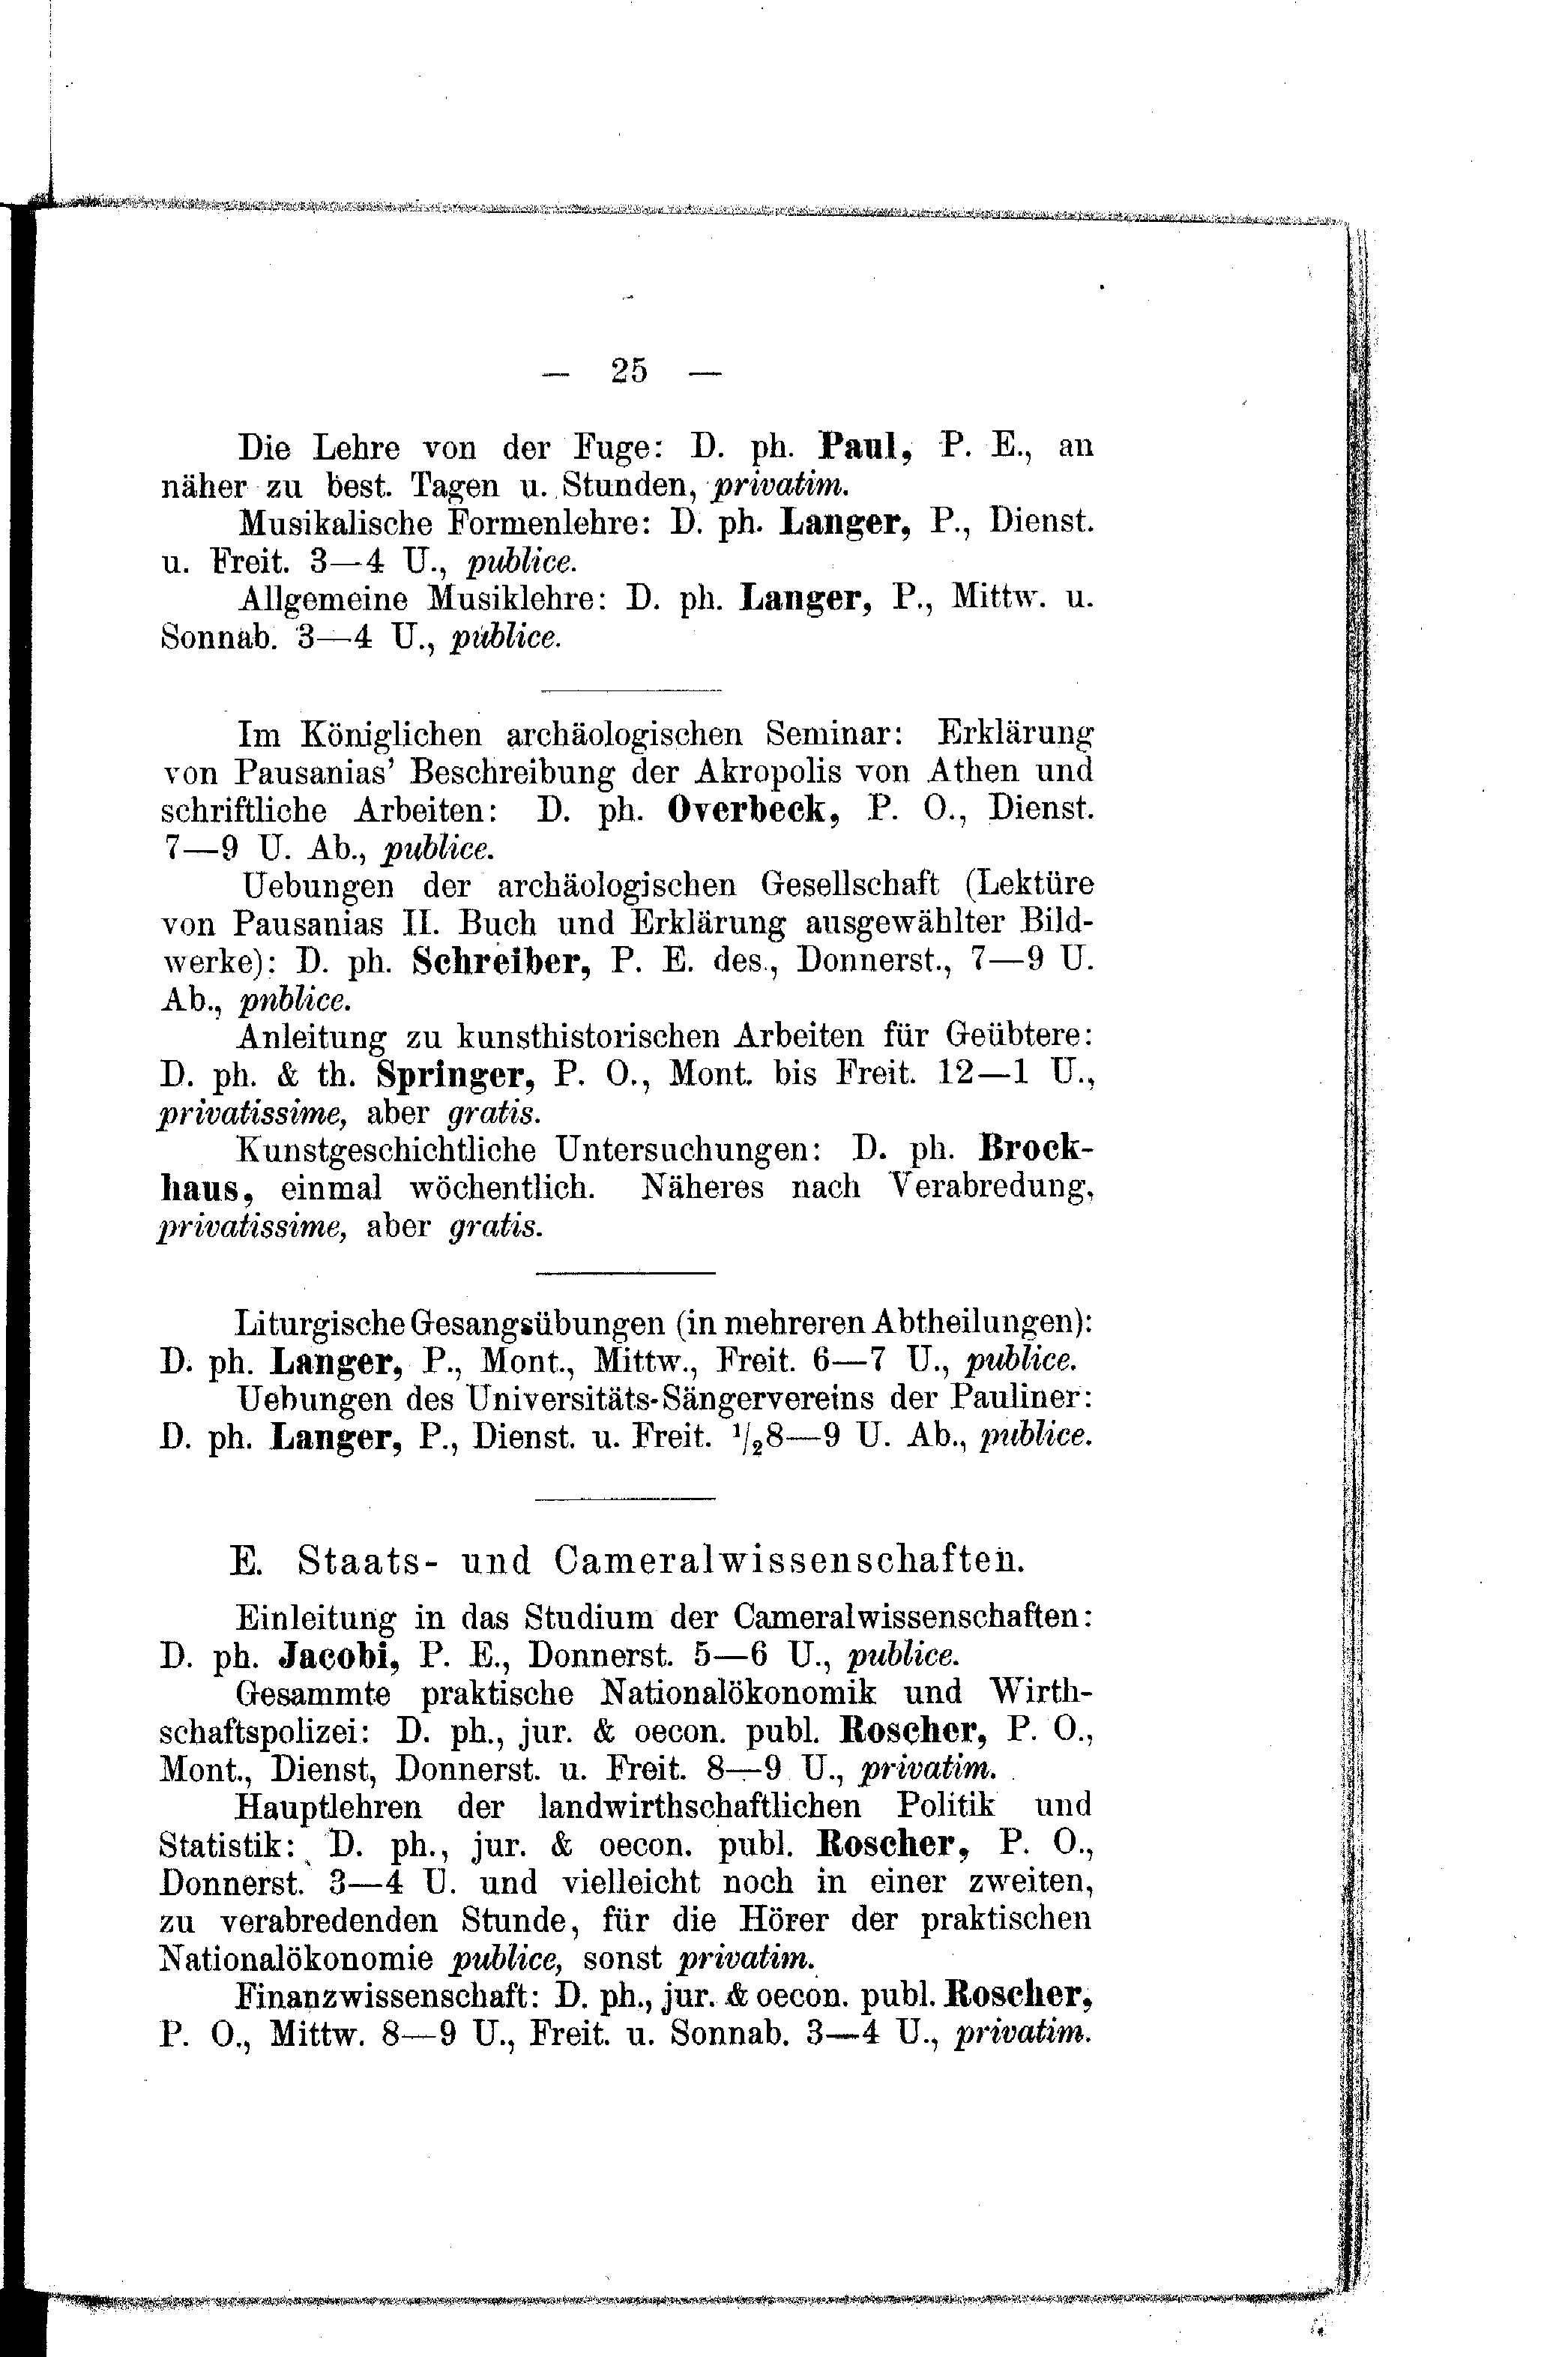 — 25 —
Die Lehre von der Fuge: D. ph. Paul, P. E., an
näher zu best. Tagen u. Stunden, privatim.
Musikalische Formenlehre: D. ph. Langer, P., Dienst.
u. Freit. 3—4 U., publice.
Allgemeine Musiklehre: D. ph. Langer, P., Mittw. u.
Sonnab. 3—4 U., publice.
Im Königlichen archäologischen Seminar: Erklärung
von Pausanias' Beschreibung der Akropolis von Athen und
schriftliche Arbeiten: D. ph. Overbeck, P. O., Dienst.
7—9 U. Ab., publice.
Uebungen der archäologischen Gesellschaft (Lektüre
von Pausanias II. Buch und Erklärung ausgewählter Bild-
werke): D. ph. Schreiber, P. E. des., Donnerst., 7—9 U.
Ab., pnblice.
Anleitung zu kunsthistorischen Arbeiten für Geübtere:
D. ph. & th. Springer, P. O., Mont. bis Freit. 12—1 U.,
privatissime, aber gratis.
Kunstgeschichtliche Untersuchungen: D. ph. Brock-
haus, einmal wöchentlich. Näheres nach Verabredung,
privatissime, aber gratis.
Liturgische Gesangsübungen (in mehreren Abtheilungen):
D. ph. Langer, P., Mont., Mittw., Freit. 6—7 U., publice.
Uebungen des Universitäts-Sängervereins der Pauliner:
D. ph. Langer, P., Dienst. u. Freit. 1/28—9 U. Ab., publice.
E. Staats- und Cameralwissenschaften.
Einleitung in das Studium der Cameralwissenschaften:
D. ph. Jacobi, P. E., Donnerst. 5—6 U., publice.
Gesammte praktische Nationalökonomik und Wirth-
schaftspolizei: D. ph., jur. & oecon. publ. Roscher, P. O.,
Mont., Dienst, Donnerst. u. Freit. 8—9 U., privatim.
Hauptlehren der landwirthschaftlichen Politik und
Statistik: D. ph., jur. & oecon. publ. Roscher, P. O.,
Donnerst. 3—4 U. und vielleicht noch in einer zweiten,
zu verabredenden Stunde, für die Hörer der praktischen
Nationalökonomie publice, sonst privatim.
Finanzwissenschaft: D. ph., jur. & oecon. publ. Roscher,
P. O., Mittw. 8—9 U., Freit. u. Sonnab. 3—4 U., privatim.